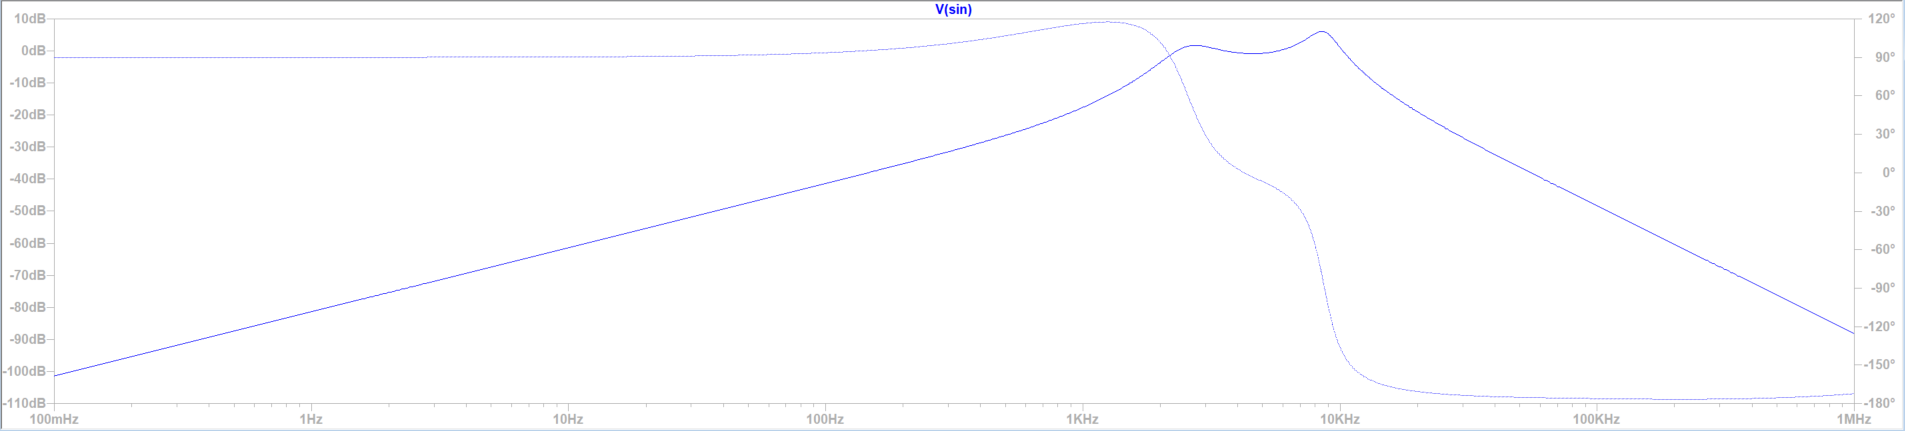 V(sin)
10dB 120°
0dB 90°
-10dB 60°
-20dB 30°
-30dB 0°
-40dB -30°
-50dB -60°
-60dB -90°
-70dB -120°
-80dB -150°
-90dB -180°
-100dB
-110dB
100mHz 1Hz 10Hz 100Hz 1KHz 10KHz 100KHz 1MHz